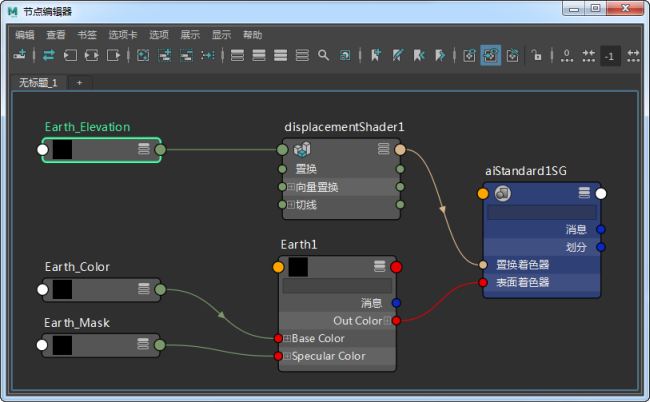 节点编辑器
编辑 查看 书签 选项卡 选项 展示 显示 帮助
0 -1
无标题_1 +
Earth_Elevation
displacementShader1
置换
向量置换
切线
aiStandard1SG
消息
划分
置换着色器
表面着色器
Earth1
消息
Out Color
Base Color
Specular Color
Earth_Color
Earth_Mask